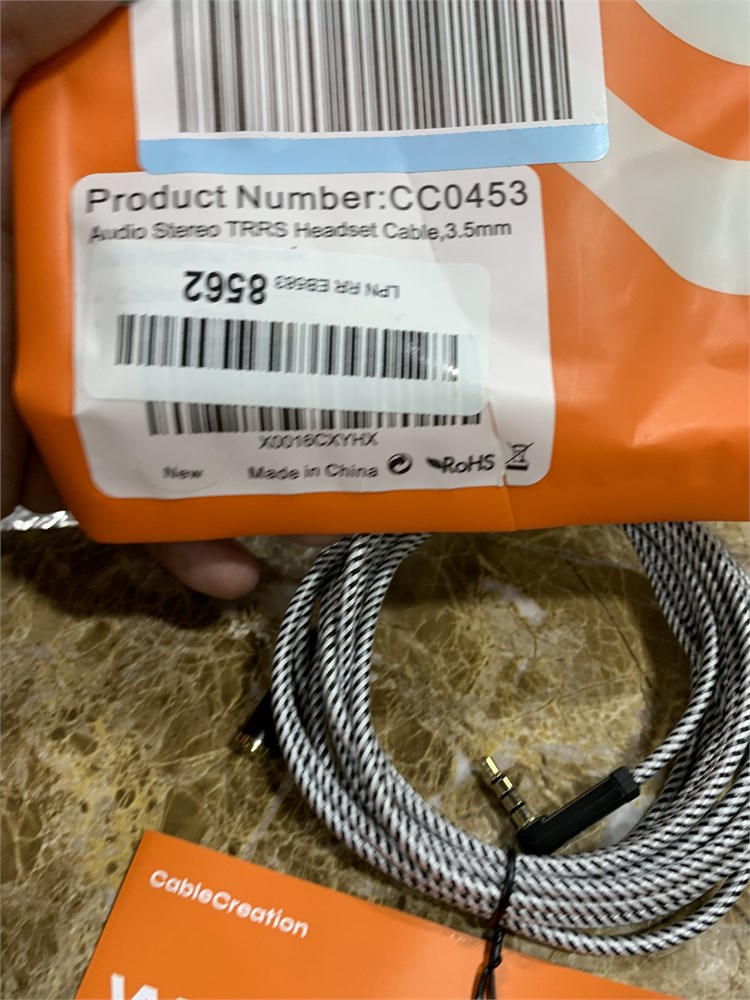 Product Number:CC0453
Audio Stereo TRRS Headset Cable,3.5mm
LPN RR EB583 8562
X0016CXYHX
New Made in China RoHS
CableCreation